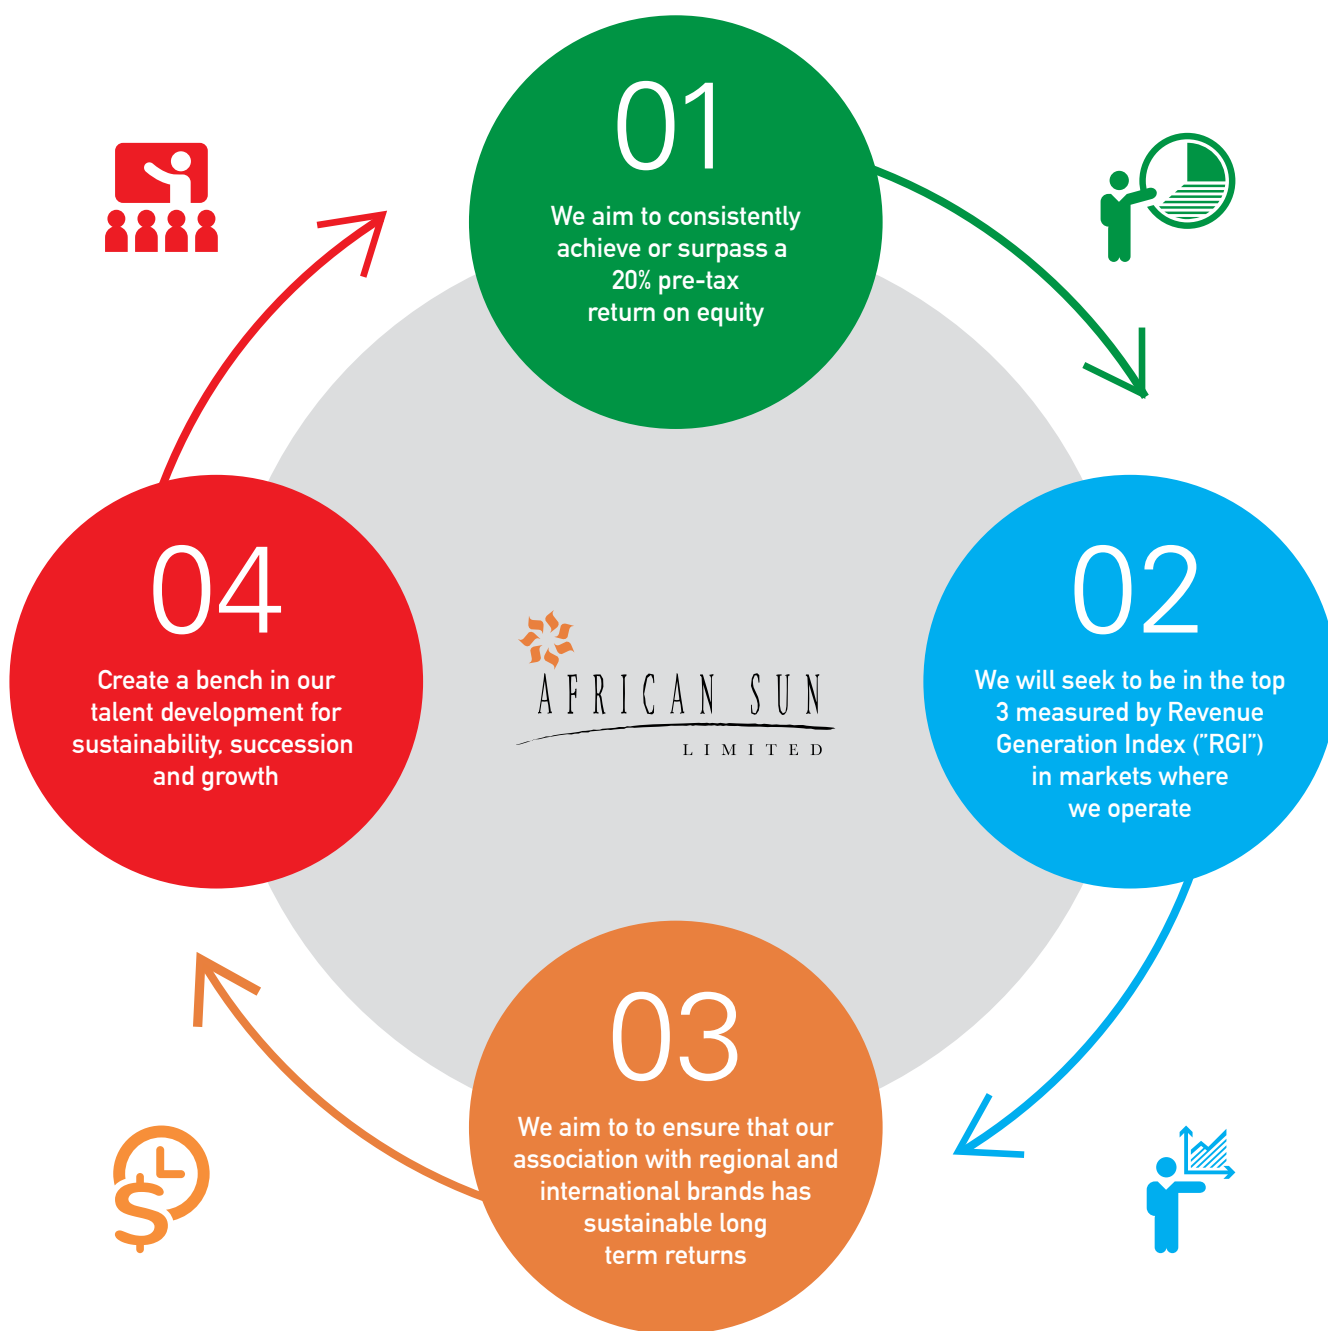 01
We aim to consistently
achieve or surpass a
20% pre-tax
return on equity
02
We will seek to be in the top
3 measured by Revenue
Generation Index ("RGI")
in markets where
we operate
03
We aim to to ensure that our
association with regional and
international brands has
sustainable long
term returns
04
Create a bench in our
talent development for
sustainability, succession
and growth
AFRICAN SUN
LIMITED
$